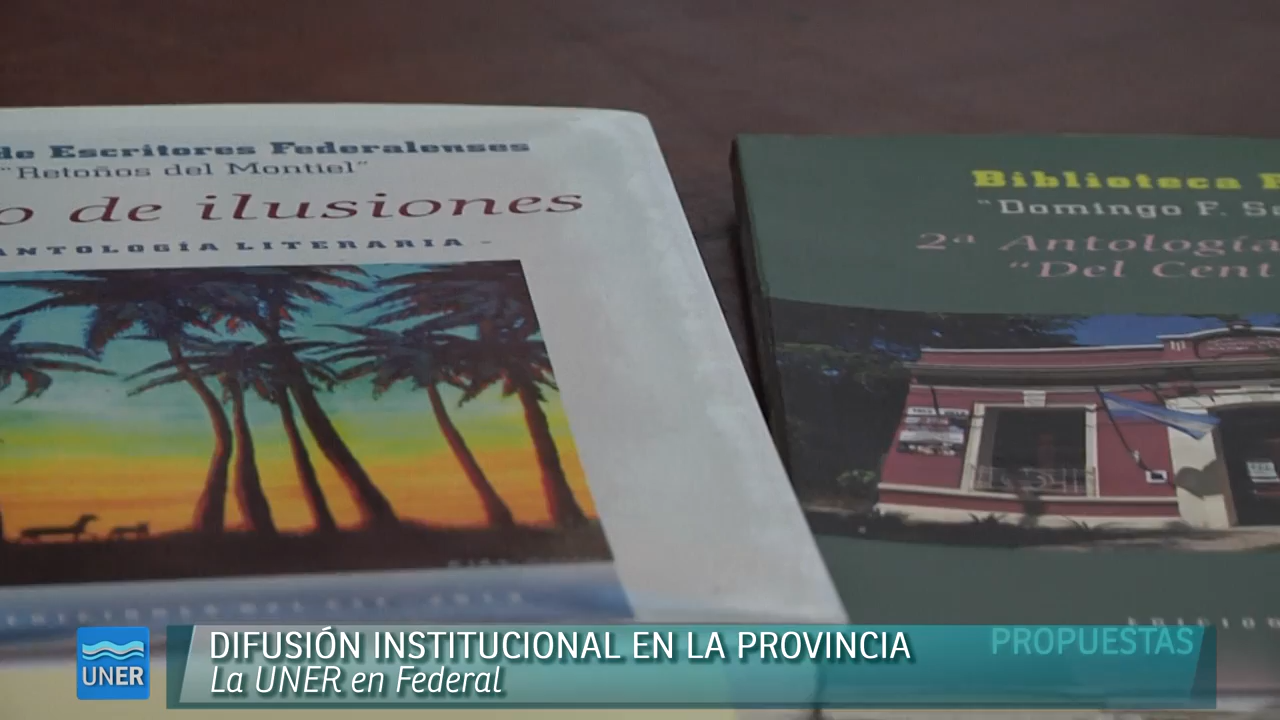 de Escritores Federalenses
"Retoños del Montiel"
o de ilusiones
ANTOLOGÍA LITERARIA -
Biblioteca
"Domingo F.
2ª Antología
"Del Cent
UNER
DIFUSIÓN INSTITUCIONAL EN LA PROVINCIA
PROPUESTAS
La UNER en Federal